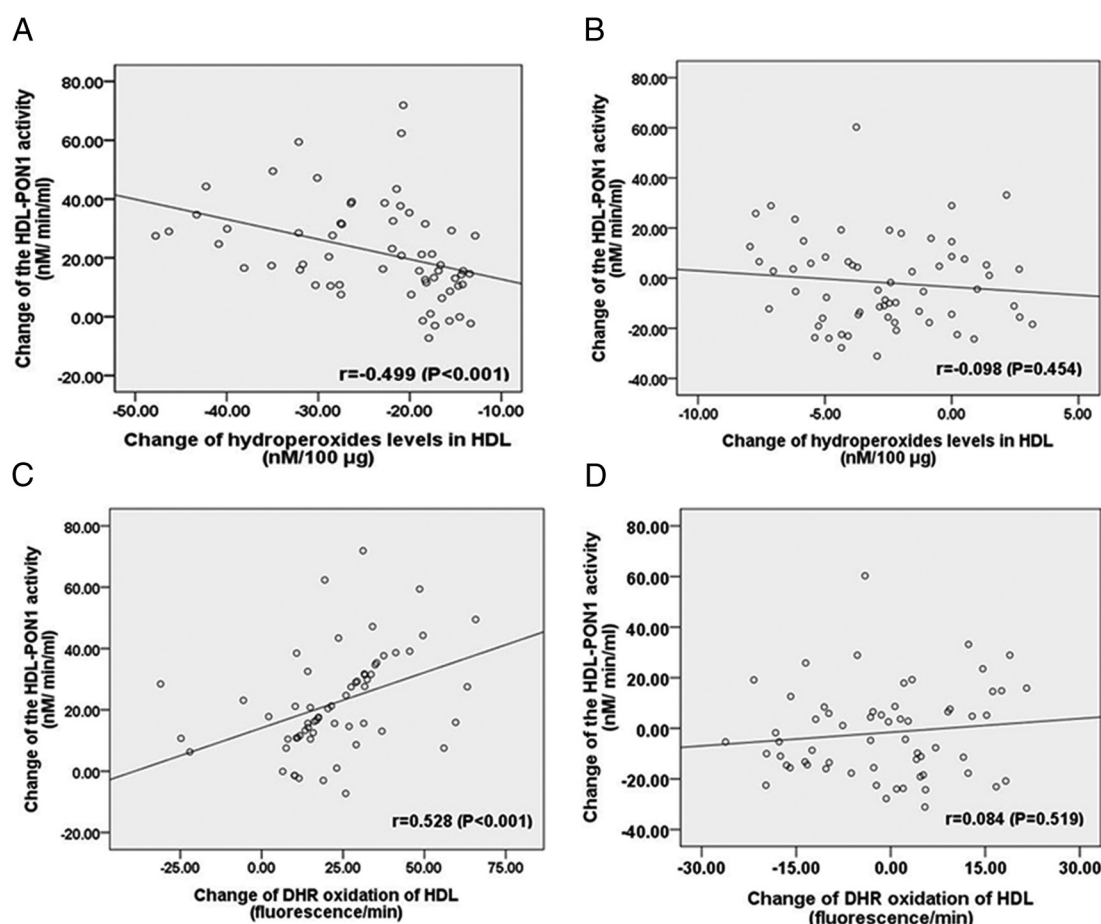 A
Change of the HDL-PON1 activity
(nM/ min/ml)
80.00
60.00
40.00
20.00
0.00
-20.00
r=-0.499 (P<0.001)
-50.00 -40.00 -30.00 -20.00 -10.00
Change of hydroperoxides levels in HDL
(nM/100 µg)
B
Change of the HDL-PON1 activity
(nM/ min/ml)
80.00
60.00
40.00
20.00
0.00
-20.00
-40.00
r=-0.098 (P=0.454)
-10.00 -5.00 0.00 5.00
Change of hydroperoxides levels in HDL
(nM/100 µg)
C
Change of the HDL-PON1 activity
(nM/ min/ml)
80.00
60.00
40.00
20.00
0.00
-20.00
r=0.528 (P<0.001)
-25.00 0.00 25.00 50.00 75.00
Change of DHR oxidation of HDL
(fluorescence/min)
D
Change of the HDL-PON1 activity
(nM/ min/ml)
80.00
60.00
40.00
20.00
0.00
-20.00
-40.00
r=0.084 (P=0.519)
-30.00 -15.00 0.00 15.00 30.00
Change of DHR oxidation of HDL
(fluorescence/min)